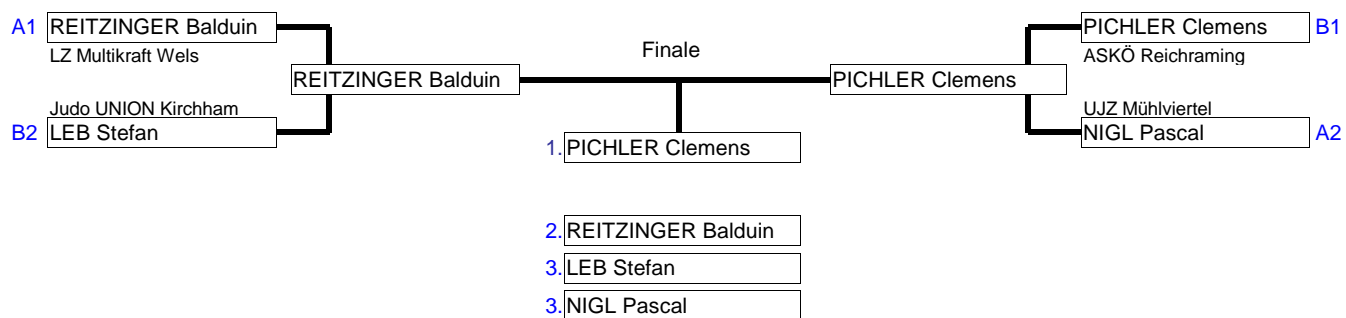 A1 REITZINGER Balduin
LZ Multikraft Wels
REITZINGER Balduin
Judo UNION Kirchham
B2 LEB Stefan
Finale
PICHLER Clemens B1
ASKÖ Reichraming
PICHLER Clemens
UJZ Mühlviertel
NIGL Pascal A2
1. PICHLER Clemens
2. REITZINGER Balduin
3. LEB Stefan
3. NIGL Pascal